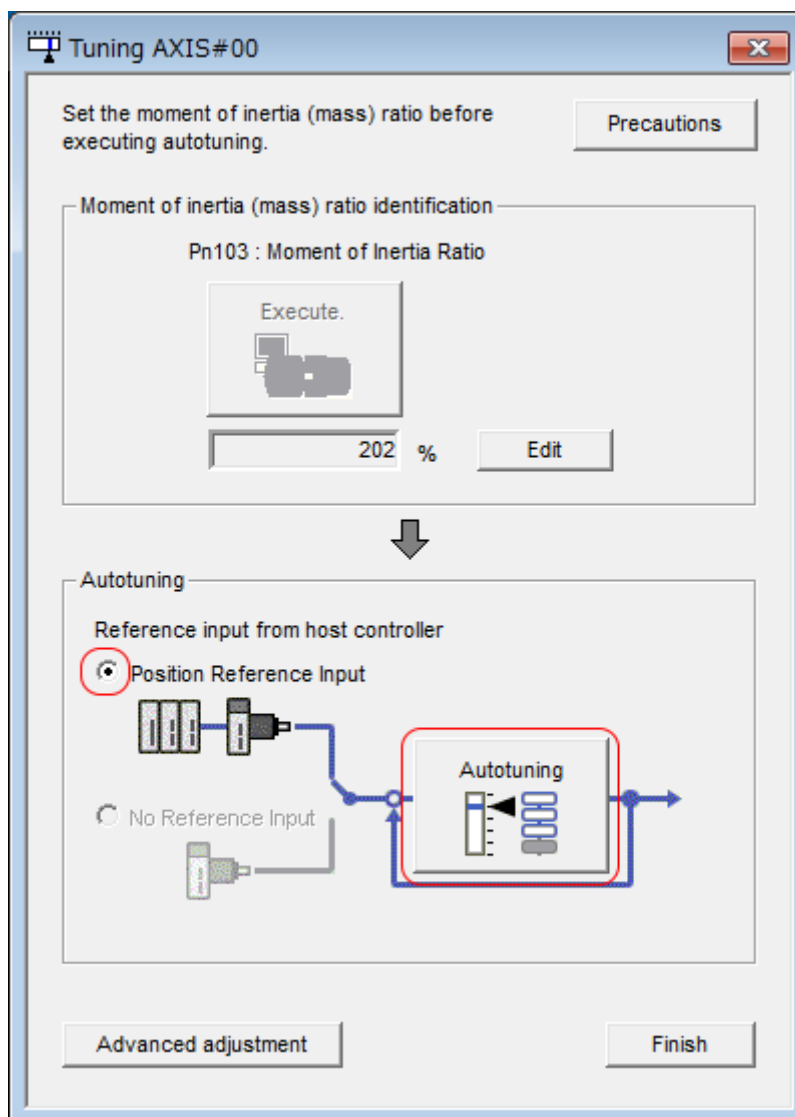 Tuning AXIS#00
Set the moment of inertia (mass) ratio before
executing autotuning.
Precautions
Moment of inertia (mass) ratio identification
Pn103 : Moment of Inertia Ratio
Execute.
202 %
Edit
Autotuning
Reference input from host controller
Position Reference Input
Autotuning
No Reference Input
Advanced adjustment
Finish